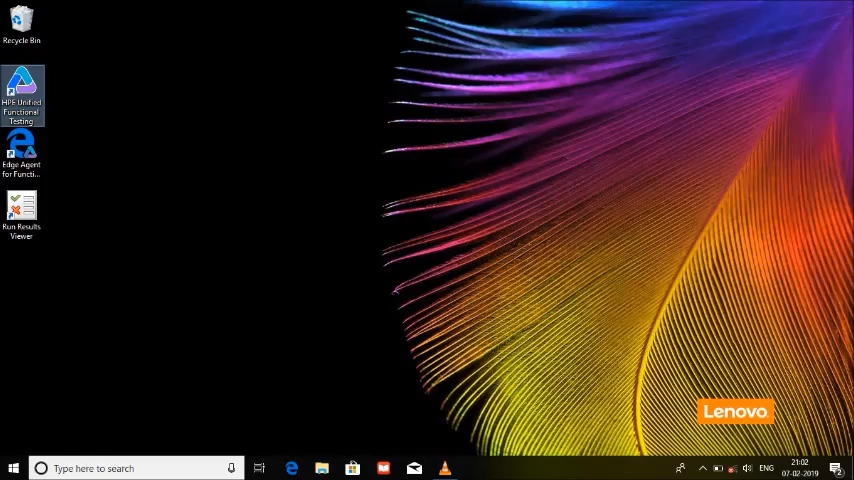 Recycle Bin
HPE Unified
Functional
Testing
Edge Agent
for Functi...
Run Results
Viewer
Lenovo
Type here to search
ENG
21:02
07-02-2019
2